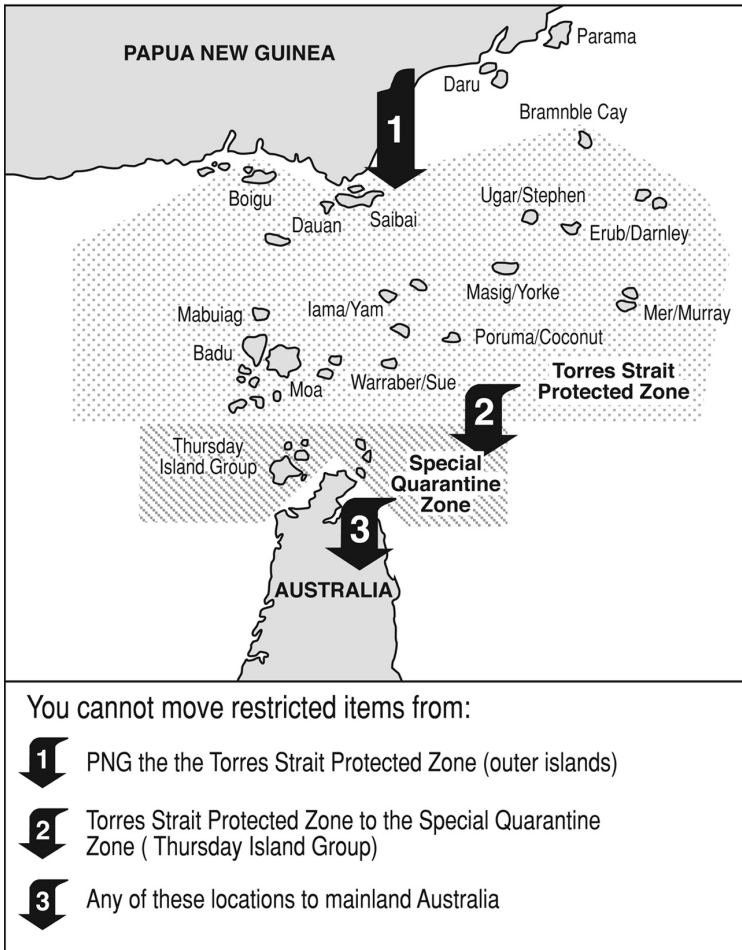 PAPUA NEW GUINEA
Parama
Daru
1
Bramnble Cay
Boigu
Dauan
Saibai
Ugar/Stephen
Erub/Darnley
Masig/Yorke
Mabuiag
Iama/Yam
Mer/Murray
Badu
Poruma/Coconut
Moa
Warraber/Sue
Torres Strait
Protected Zone
2
Thursday
Island Group
Special
Quarantine
Zone
3
AUSTRALIA
You cannot move restricted items from:
1 PNG the the Torres Strait Protected Zone (outer islands)
2 Torres Strait Protected Zone to the Special Quarantine
Zone ( Thursday Island Group)
3 Any of these locations to mainland Australia